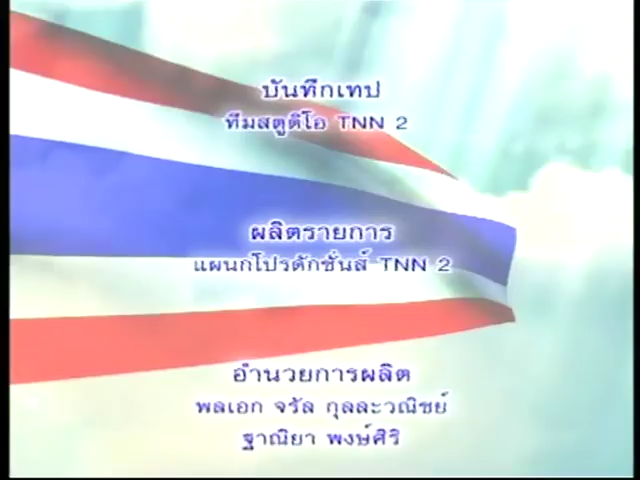 บันทึกเทป
ทีมสตูดิโอ TNN 2
ผลิตรายการ
แผนกโปรดักชั่นส์ TNN 2
อำนวยการผลิต
พลเอก จรัล กุลละวณิชย์
ฐาณิยา พงษ์ศิริ